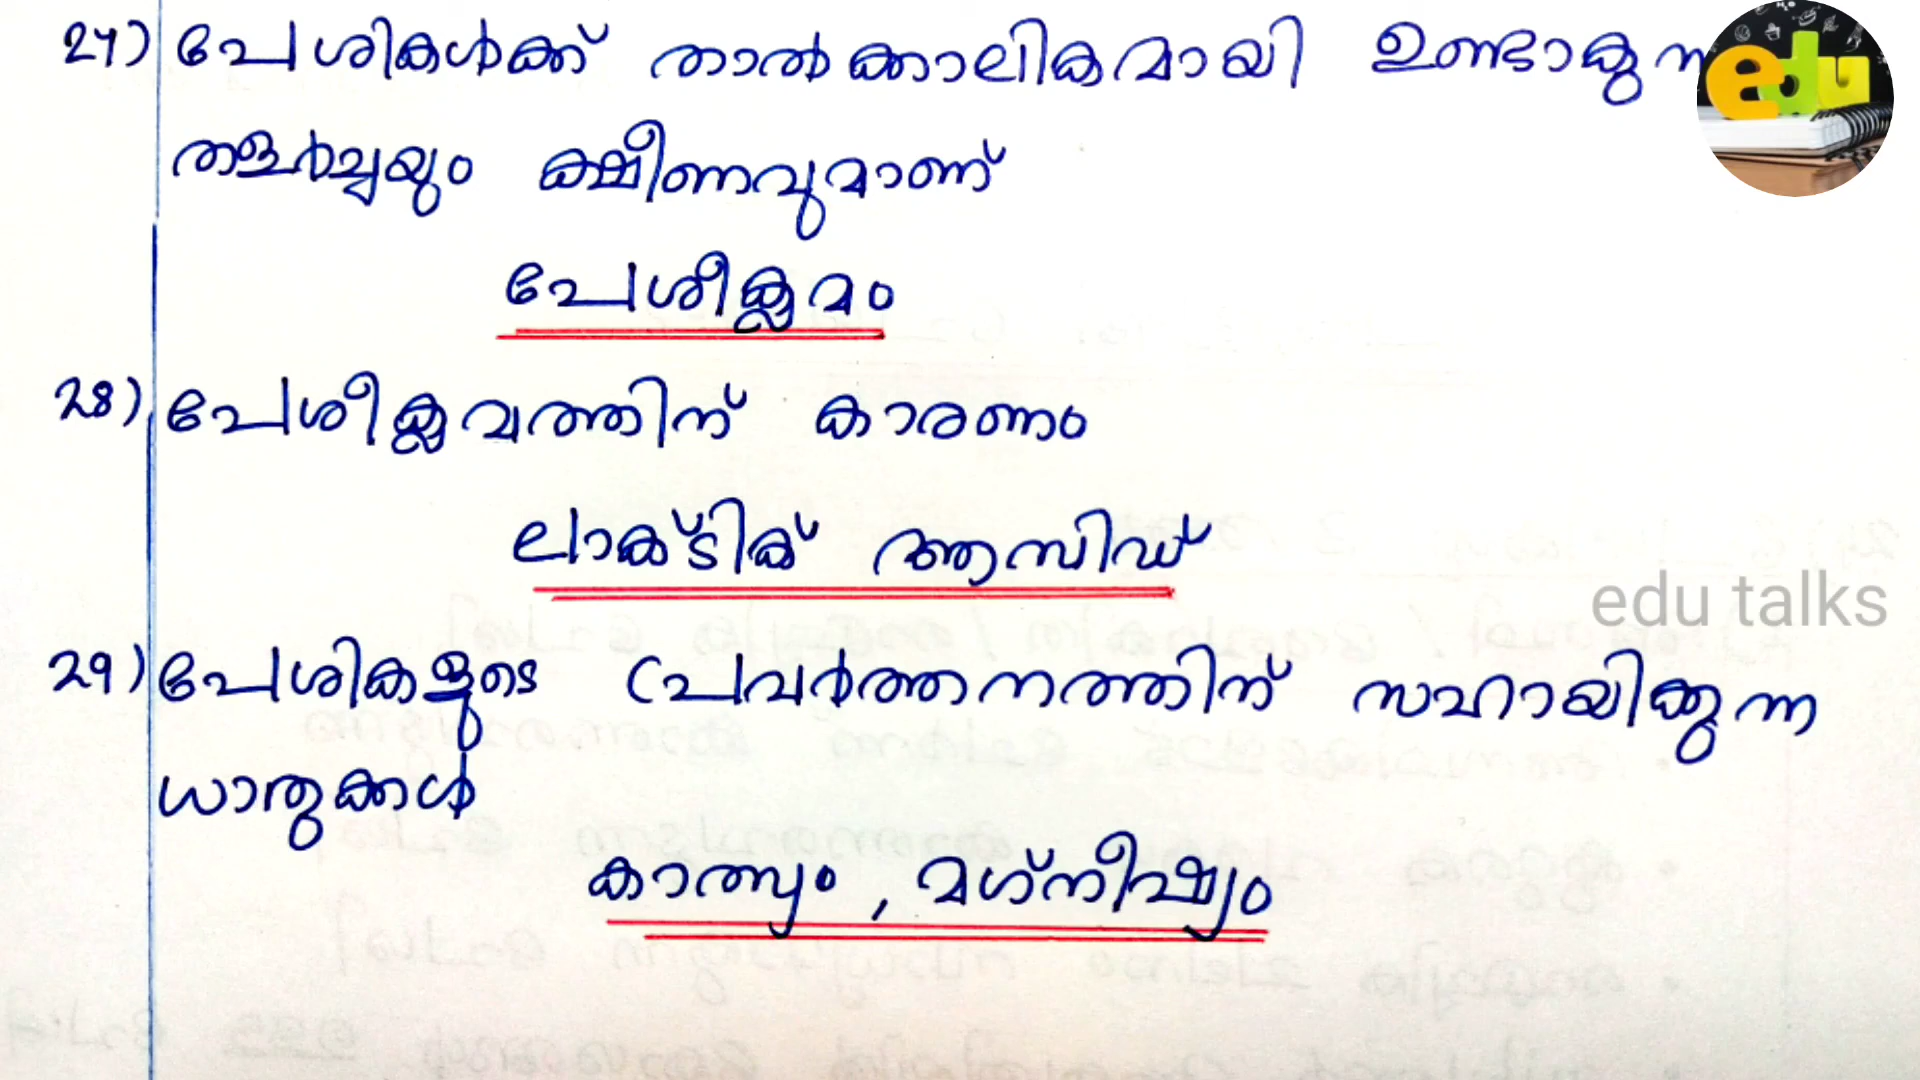 27) പേശികൾക്ക് താൽക്കാലികമായി ഉണ്ടാകുന്ന
edu
തളർച്ചയും ക്ഷീണവുമാണ്
പേശീക്ലമം
28) പേശീക്ലമത്തിന് കാരണം
ലാക്ടിക് ആസിഡ്
edu talks
29) പേശികളുടെ പ്രവർത്തനത്തിന് സഹായിക്കുന്ന
ധാതുക്കൾ
കാത്സ്യം, മഗ്നീഷ്യം